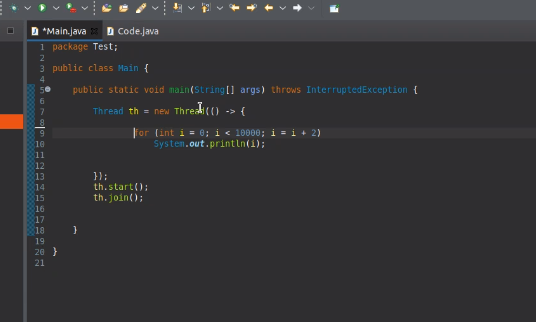 *Main.java
Code.java
1 package Test;
2
3 public class Main {
4
5 public static void main(String[] args) throws InterruptedException {
6
7 Thread th = new Thread(() -> {
8
9 for (int i = 0; i < 10000; i = i + 2)
10 System.out.println(i);
11
12
13 });
14 th.start();
15 th.join();
16
17
18 }
19
20 }
21